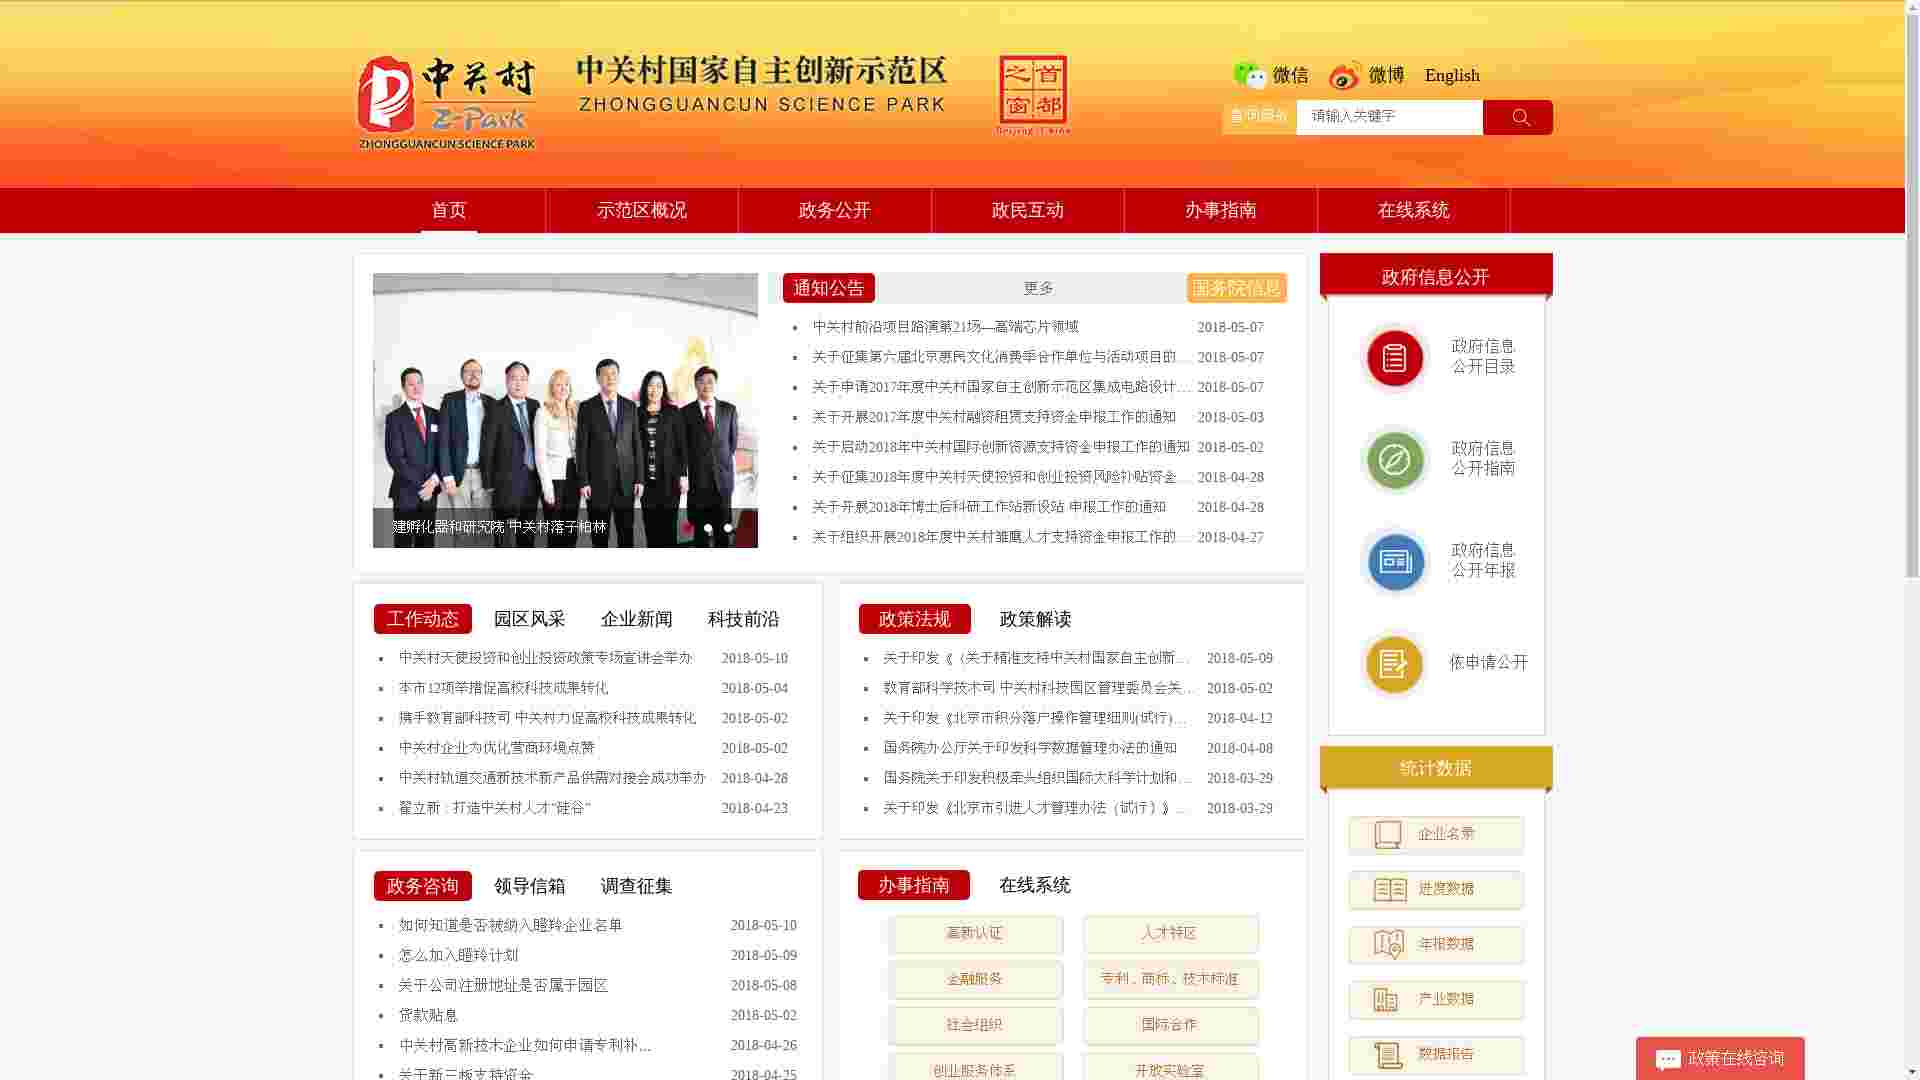 中关村
Z-Park
ZHONGGUANCUN SCIENCE PARK
中关村国家自主创新示范区
ZHONGGUANCUN SCIENCE PARK
首都之窗
Beijing China
微信
微博
English
请输入关键字
首页
示范区概况
政务公开
政民互动
办事指南
在线系统
建孵化器和研究院 中关村落子柏林
通知公告
更多
国务院信息
中关村前沿项目路演第21场—高端芯片领域 2018-05-07
关于征集第六届北京惠民文化消费季合作单位与活动项目的... 2018-05-07
关于申请2017年度中关村国家自主创新示范区集成电路设计... 2018-05-07
关于开展2017年度中关村融资租赁支持资金申报工作的通知 2018-05-03
关于启动2018年中关村国际创新资源支持资金申报工作的通知 2018-05-02
关于征集2018年度中关村天使投资和创业投资风险补贴资金... 2018-04-28
关于开展2018年博士后科研工作站新设站 申报工作的通知 2018-04-28
关于组织开展2018年度中关村雏鹰人才支持资金申报工作的... 2018-04-27
政府信息公开
政府信息
公开目录
政府信息
公开指南
政府信息
公开年报
依申请公开
工作动态
园区风采
企业新闻
科技前沿
中关村天使投资和创业投资政策专场宣讲会举办 2018-05-10
本市12项举措促高校科技成果转化 2018-05-04
携手教育部科技司 中关村力促高校科技成果转化 2018-05-02
中关村企业为优化营商环境点赞 2018-05-02
中关村轨道交通新技术新产品供需对接会成功举办 2018-04-28
翟立新：打造中关村人才“硅谷” 2018-04-23
政策法规
政策解读
关于印发《〈关于精准支持中关村国家自主创新... 2018-05-09
教育部科学技术司 中关村科技园区管理委员会关... 2018-05-02
关于印发《北京市积分落户操作管理细则(试行)... 2018-04-12
国务院办公厅关于印发科学数据管理办法的通知 2018-04-08
国务院关于印发积极牵头组织国际大科学计划和... 2018-03-29
关于印发《北京市引进人才管理办法（试行）》... 2018-03-29
统计数据
企业名录
进度数据
年报数据
产业数据
数据报告
政务咨询
领导信箱
调查征集
如何知道是否被纳入瞪羚企业名单 2018-05-10
怎么加入瞪羚计划 2018-05-09
关于公司注册地址是否属于园区 2018-05-08
贷款贴息 2018-05-02
中关村高新技术企业如何申请专利补... 2018-04-26
关于新三板支持资金 2018-04-25
办事指南
在线系统
高新认证
人才特区
金融服务
专利、商标、技术标准
社会组织
国际合作
创业服务体系
开放实验室
政策在线咨询